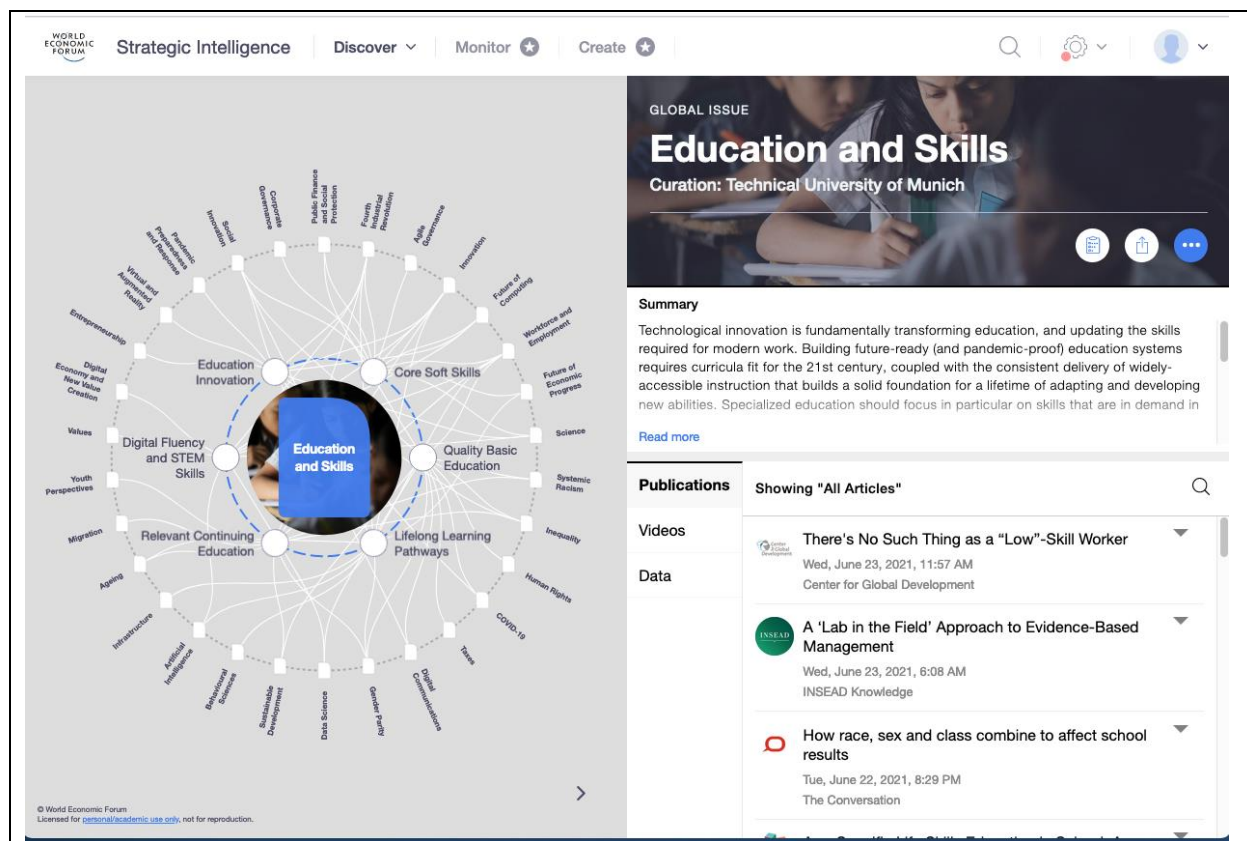 WORLD
ECONOMIC
FORUM
Strategic Intelligence
Discover
Monitor
Create
Public Finance
and Social
Protection
Fourth
Industrial
Revolution
Agile
Governance
Innovation
Future of
Computing
Workforce and
Employment
Future of
Economic
Progress
Science
Systemic
Racism
Inequality
Human Rights
COVID-19
Taxes
Digital
Communications
Gender Parity
Data Science
Sustainable
Development
Behavioural
Sciences
Artificial
Intelligence
Infrastructure
Ageing
Migration
Youth
Perspectives
Values
Digital
Economy and
New Value
Creation
Entrepreneurship
Virtual and
Augmented
Reality
Pandemic
Preparedness
and Response
Social
Innovation
Corporate
Governance
Education
Innovation
Core Soft Skills
Digital Fluency
and STEM
Skills
Education
and Skills
Quality Basic
Education
Relevant Continuing
Education
Lifelong Learning
Pathways
© World Economic Forum
Licensed for personal/academic use only, not for reproduction.
GLOBAL ISSUE
Education and Skills
Curation: Technical University of Munich
Summary
Technological innovation is fundamentally transforming education, and updating the skills
required for modern work. Building future-ready (and pandemic-proof) education systems
requires curricula fit for the 21st century, coupled with the consistent delivery of widely-
accessible instruction that builds a solid foundation for a lifetime of adapting and developing
new abilities. Specialized education should focus in particular on skills that are in demand in
Read more
Publications
Videos
Data
Showing "All Articles"
Center
Global
Development
There's No Such Thing as a “Low”-Skill Worker
Wed, June 23, 2021, 11:57 AM
Center for Global Development
INSEAD
A ‘Lab in the Field’ Approach to Evidence-Based
Management
Wed, June 23, 2021, 6:08 AM
INSEAD Knowledge
How race, sex and class combine to affect school
results
Tue, June 22, 2021, 8:29 PM
The Conversation